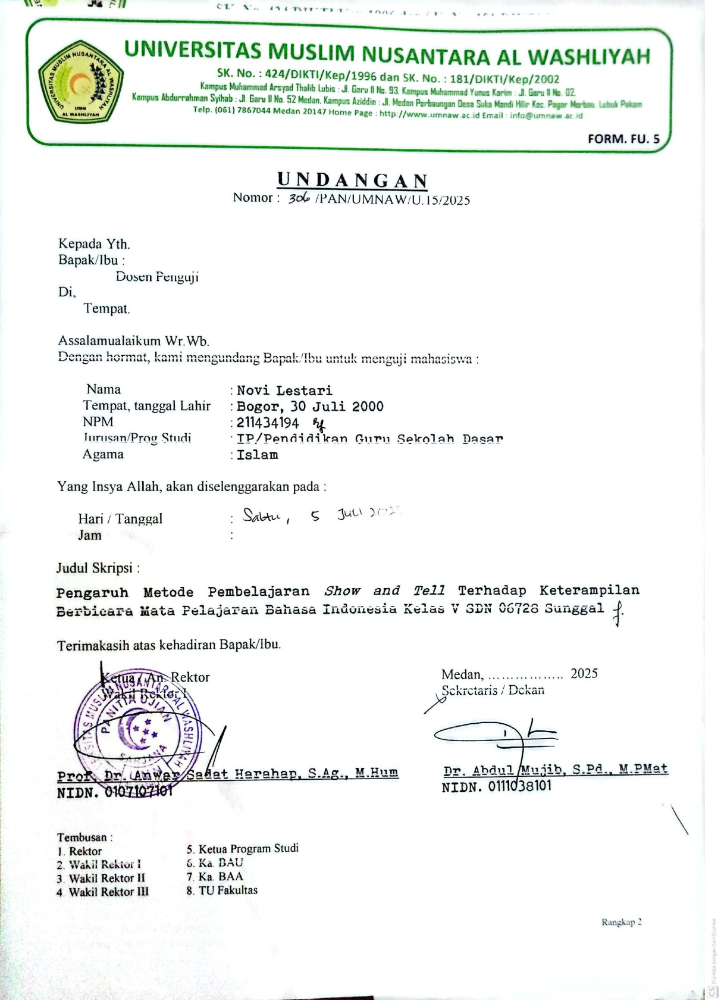 UNIVERSITAS MUSLIM NUSANTARA AL WASHLIYAH
SK. No. : 424/DIKTI/Kep/1996 dan SK. No. : 181/DIKTI/Kep/2002
Kampus Muhammad Arsyad Thalib Lubis : Jl. Garu II No. 93, Kampus Muhammad Yunus Karim : Jl. Garu II No. 02,
Kampus Abdurrahman Syihab : Jl. Garu II No. 52 Medan, Kampus Aziddin : Jl. Medan Perbaungan Desa Suka Mandi Hilir Kec. Pagar Merbau, Lubuk Pakam
Telp. (061) 7867044 Medan 20147 Home Page : http://www.umnaw.ac.id Email : info@umnaw.ac.id
UNIVERSITAS MUSLIM NUSANTARA AL WASHLIYAH
UMN
AL WASHLIYAH
FORM. FU. 5
UNDANGAN
Nomor : 306 /PAN/UMNAW/U.15/2025
Kepada Yth.
Bapak/Ibu :
Dosen Penguji
Di,
Tempat.
Assalamualaikum Wr.Wb.
Dengan hormat, kami mengundang Bapak/Ibu untuk menguji mahasiswa :
Nama : Novi Lestari
Tempat, tanggal Lahir : Bogor, 30 Juli 2000
NPM : 211434194
Jurusan/Prog Studi : IP/Pendidikan Guru Sekolah Dasar
Agama : Islam
Yang Insya Allah, akan diselenggarakan pada :
Hari / Tanggal : Sabtu, 5 Juli 2025
Jam :
Judul Skripsi :
Pengaruh Metode Pembelajaran Show and Tell Terhadap Keterampilan
Berbicara Mata Pelajaran Bahasa Indonesia Kelas V SDN 06728 Sunggal
Terimakasih atas kehadiran Bapak/Ibu.
Ketua / An. Rektor
Wakil Rektor I
PANITIA UJIAN
SARJANA
Prof. Dr. Anwar Sadat Harahap, S.Ag., M.Hum
NIDN. 0107107101
Medan, ................. 2025
Sekretaris / Dekan
Dr. Abdul Mujib, S.Pd., M.PMat
NIDN. 0111038101
Tembusan :
1. Rektor
2. Wakil Rektor I
3. Wakil Rektor II
4. Wakil Rektor III
5. Ketua Program Studi
6. Ka. BAU
7. Ka. BAA
8. TU Fakultas
Rangkap 2
CS Dipindai dengan CamScanner